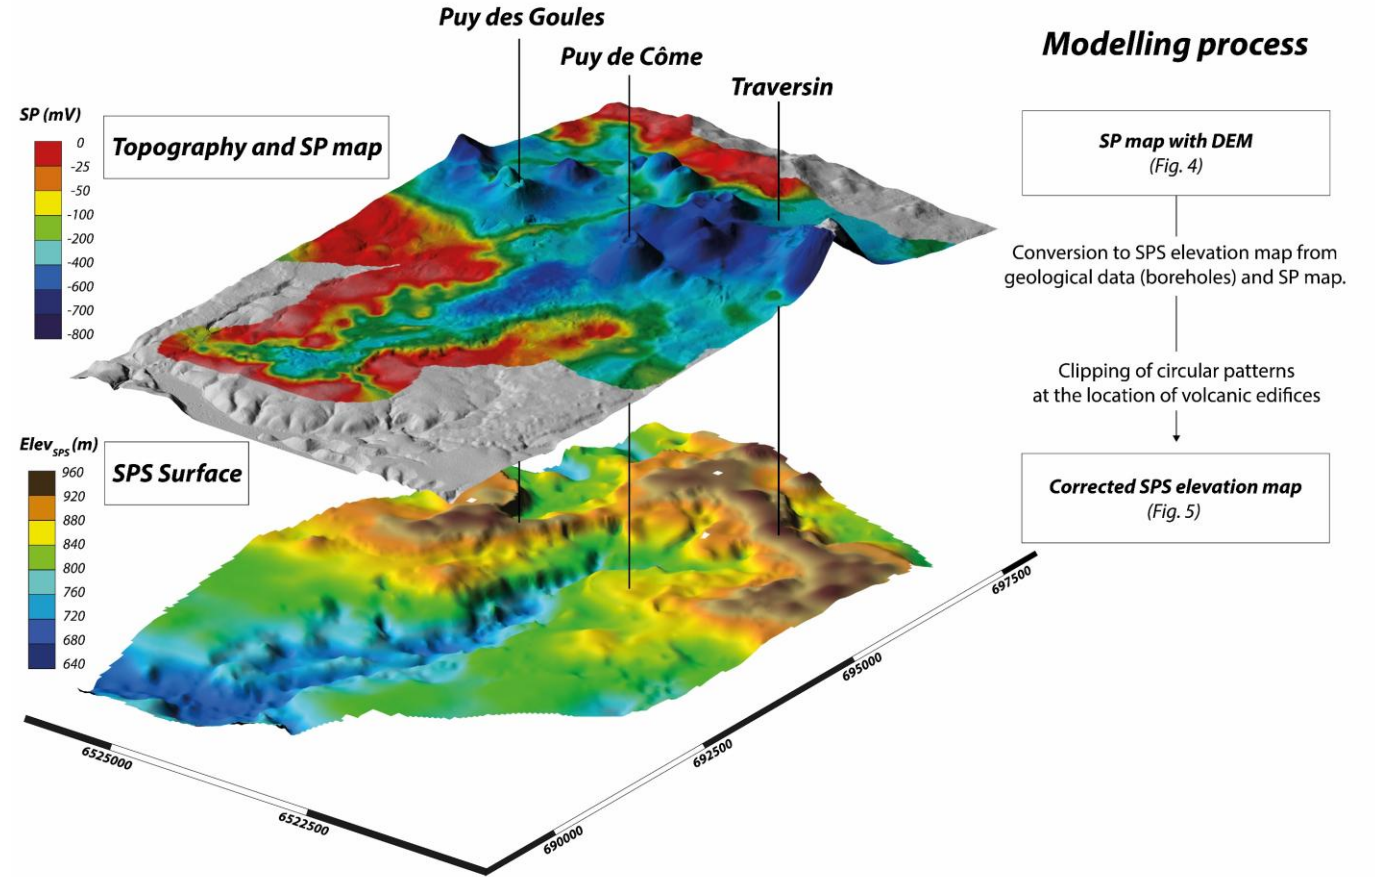 Puy des Goules
Puy de Côme
Traversin
Modelling process
SP (mV)
0
-25
-50
-100
-200
-400
-600
-700
-800
Topography and SP map
SP map with DEM
(Fig. 4)
Conversion to SPS elevation map from
geological data (boreholes) and SP map.
Clipping of circular patterns
at the location of volcanic edifices
Corrected SPS elevation map
(Fig. 5)
Elev SPS (m)
960
920
880
840
800
760
720
680
640
SPS Surface
6525000
6522500
690000
692500
695000
697500